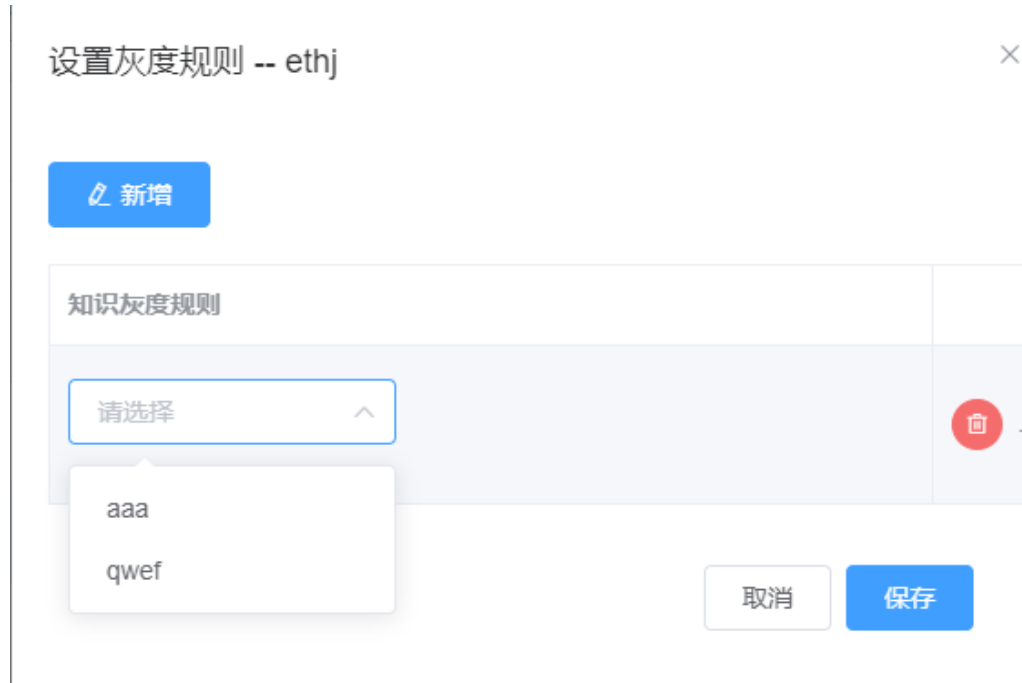 设置灰度规则 -- ethj
新增
知识灰度规则
请选择
aaa
qwef
取消
保存